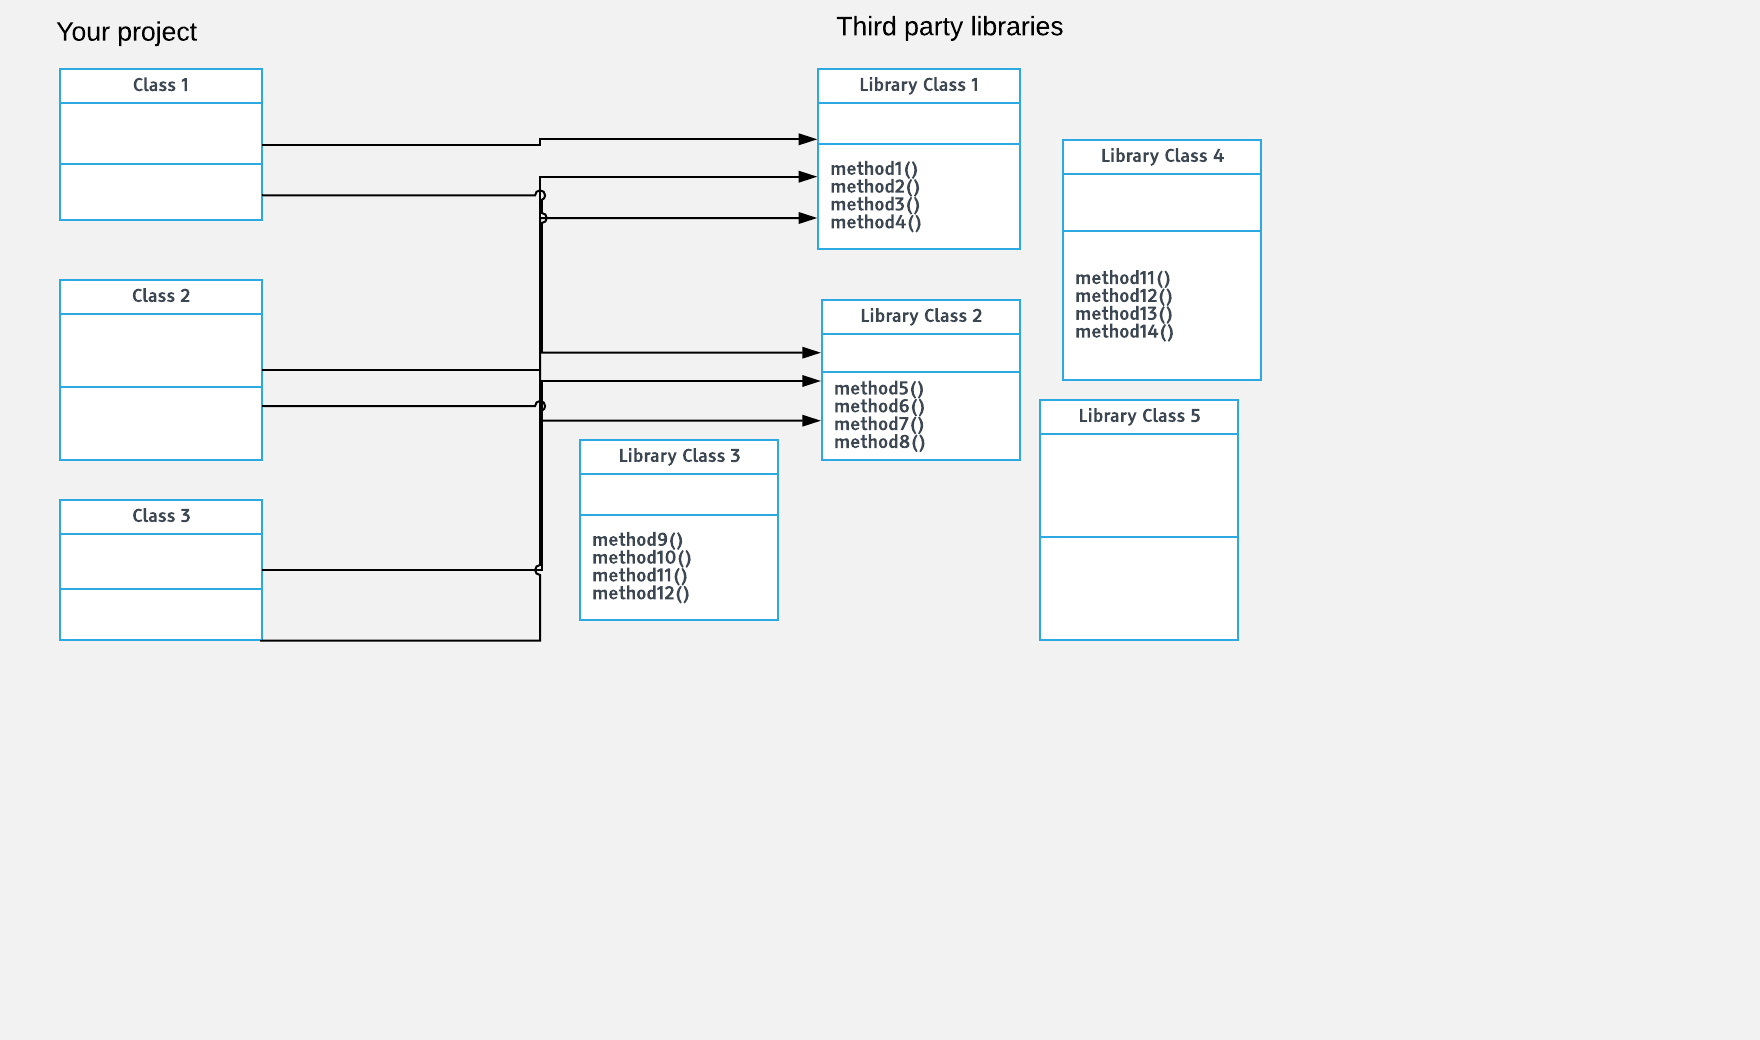 Your project
Third party libraries
Class 1
Class 2
Class 3
Library Class 1
method1()
method2()
method3()
method4()
Library Class 2
method5()
method6()
method7()
method8()
Library Class 3
method9()
method10()
method11()
method12()
Library Class 4
method11()
method12()
method13()
method14()
Library Class 5